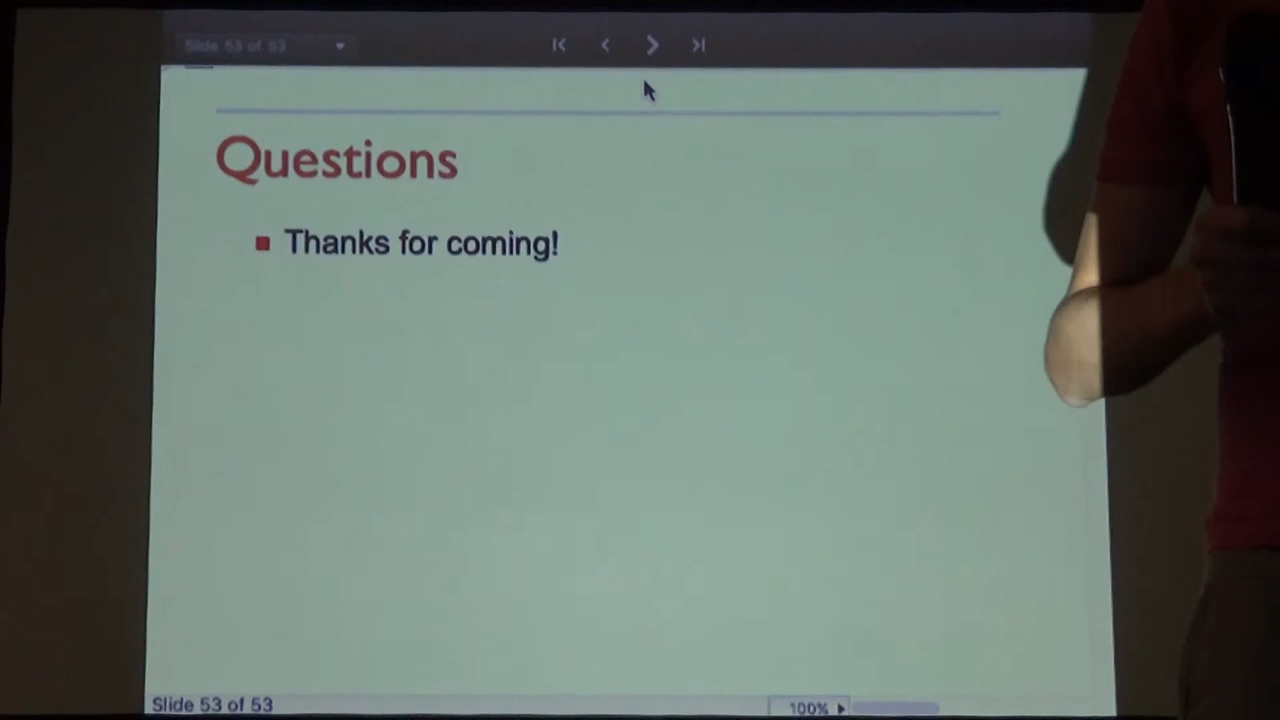 Slide 53 of 53
Questions
Thanks for coming!
Slide 53 of 53
100%